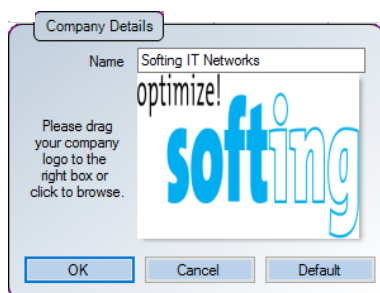 Company Details
Name Softing IT Networks
optimize!
softing
Please drag
your company
logo to the
right box or
click to browse.
OK Cancel Default